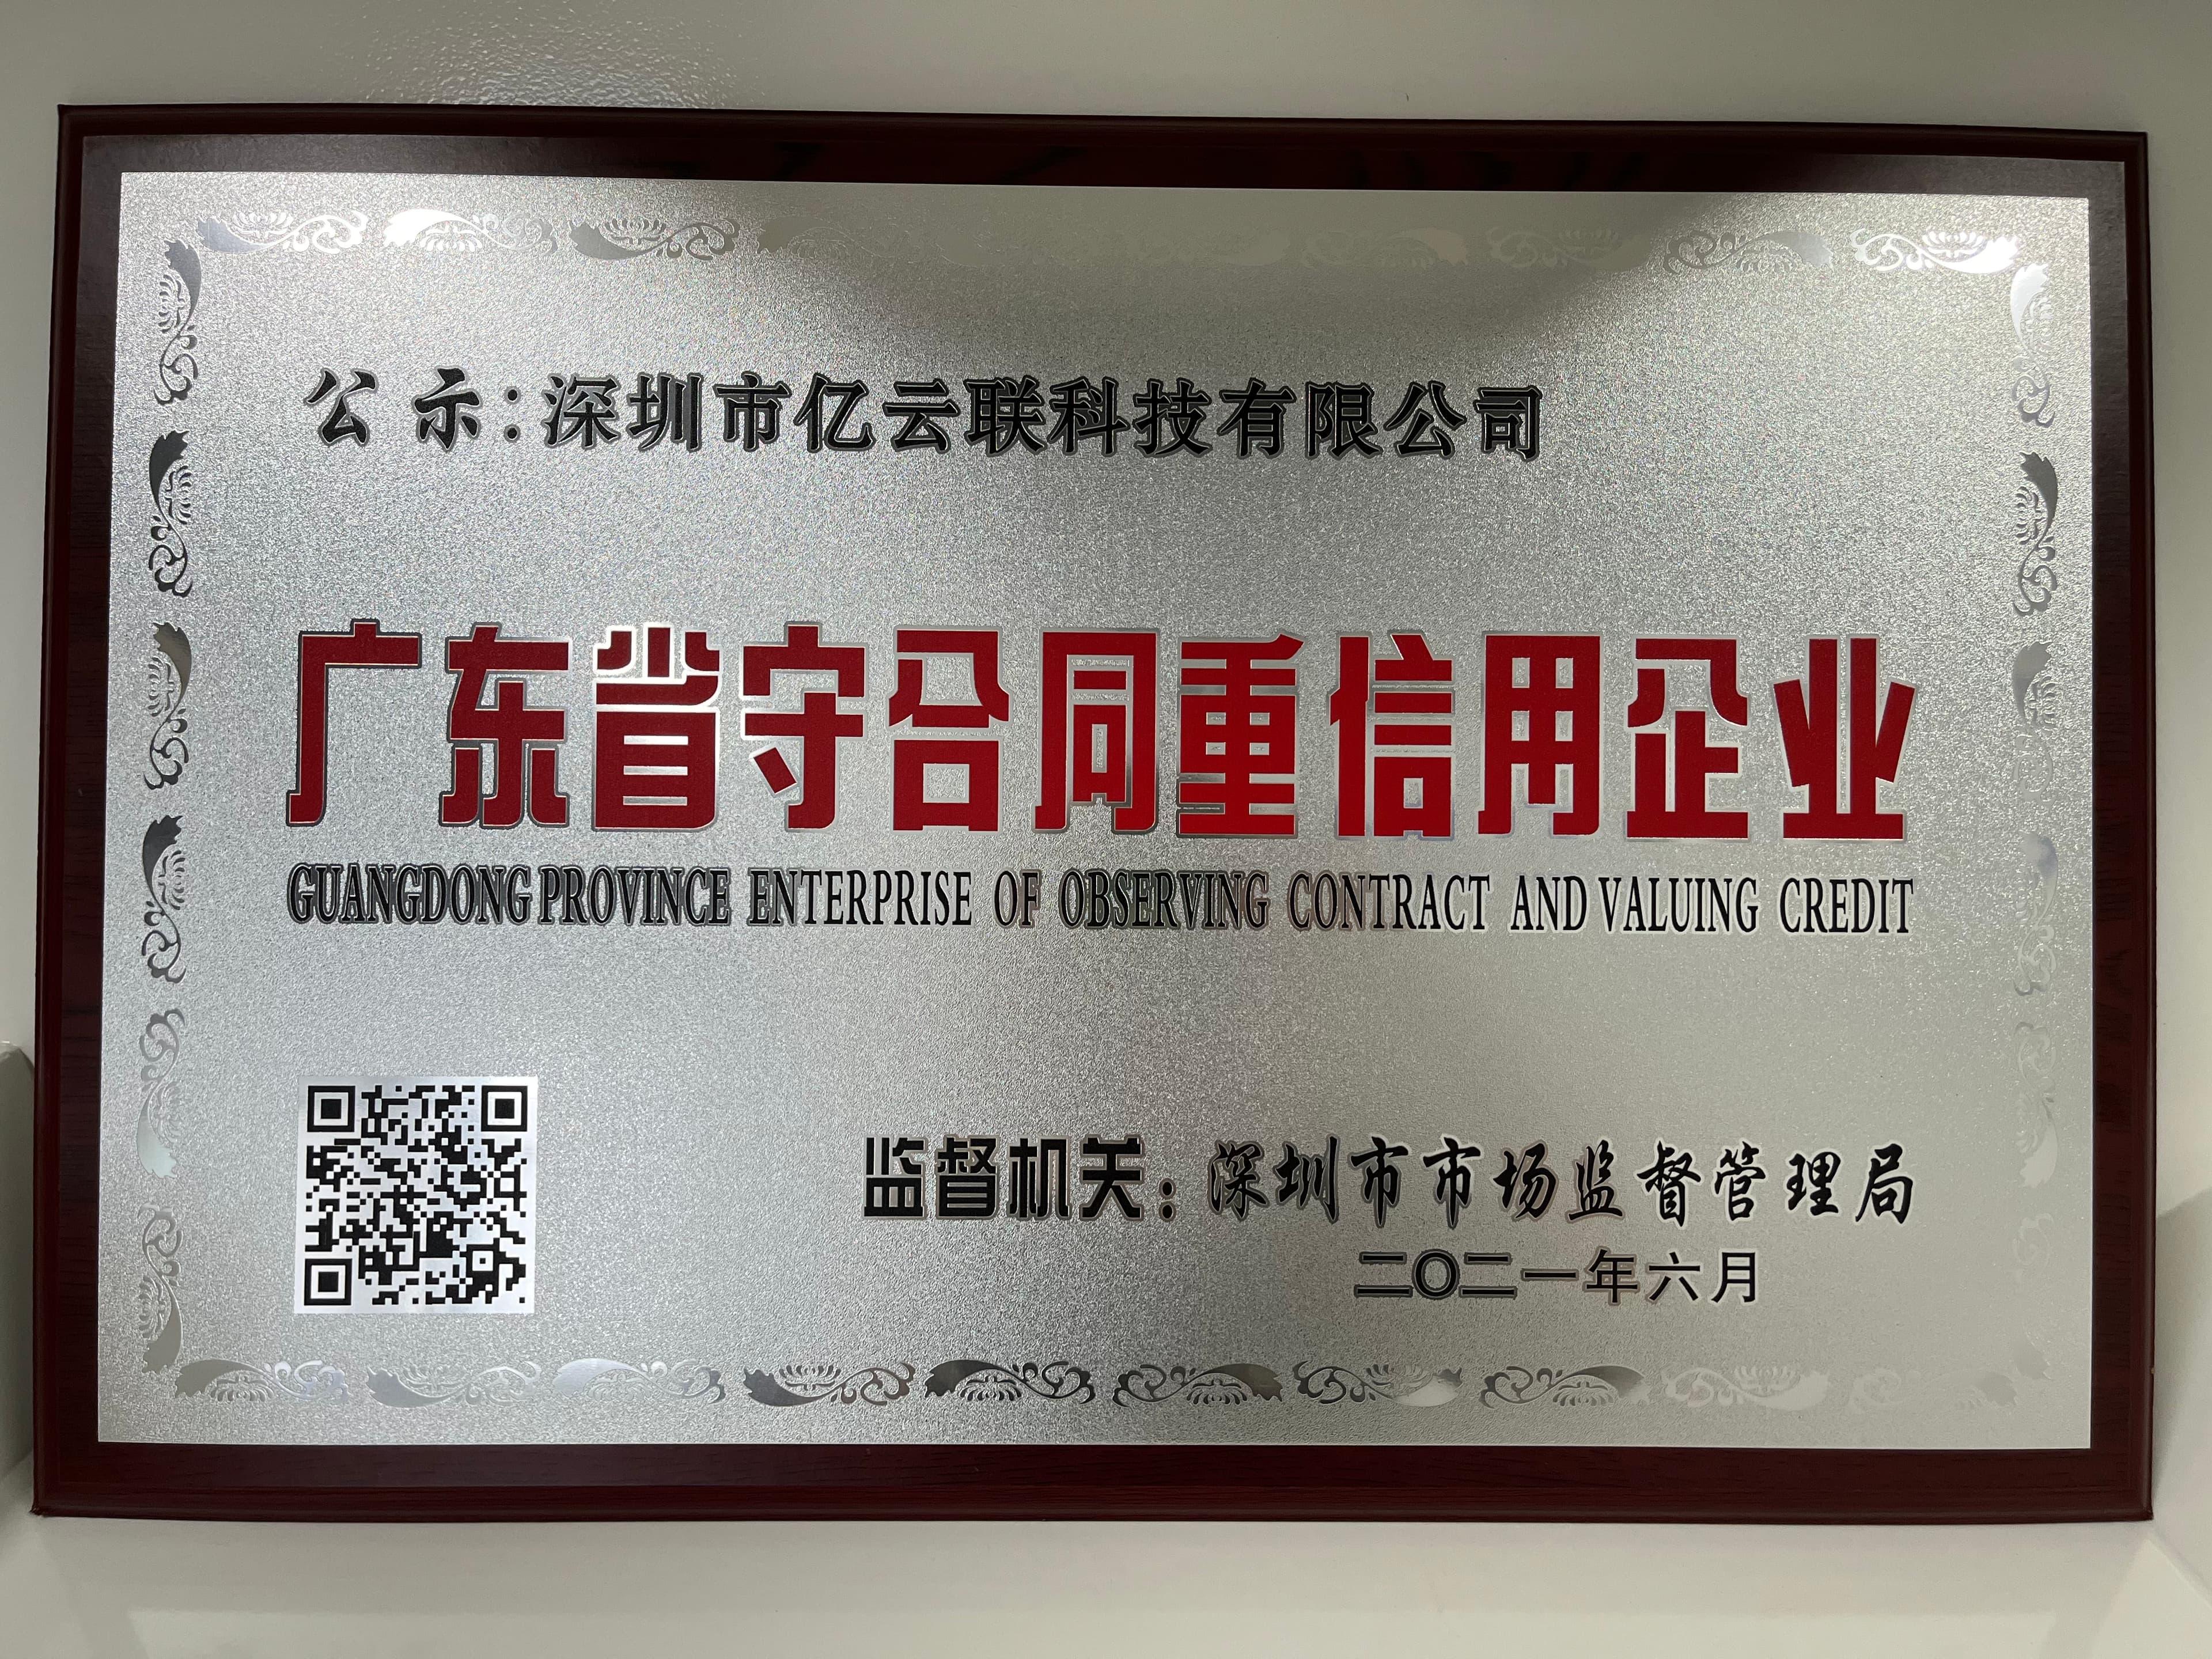 公示：深圳市亿云联科技有限公司
广东省守合同重信用企业
GUANGDONG PROVINCE ENTERPRISE OF OBSERVING CONTRACT AND VALUING CREDIT
监督机关：深圳市市场监督管理局
二〇二一年六月